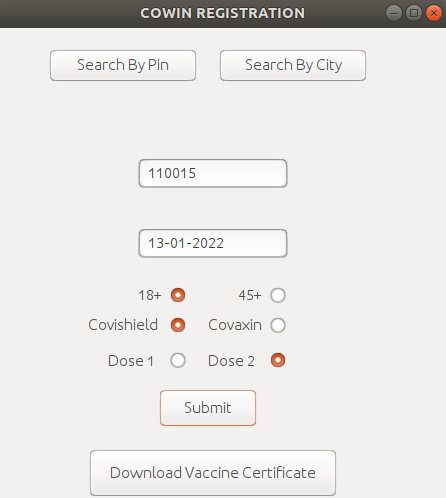 COWIN REGISTRATION
Search By Pin Search By City
110015
13-01-2022
18+ 45+
Covishield Covaxin
Dose 1 Dose 2
Submit
Download Vaccine Certificate